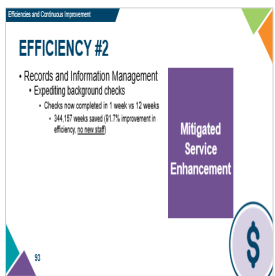 Efficiencies and Continuous Improvement
EFFICIENCY #2
• Records and Information Management
• Expediting background checks
• Checks now completed in 1 week vs 12 weeks
• 344,157 weeks saved (91.7% improvement in
efficiency, no new staff)
Mitigated
Service
Enhancement
$
93